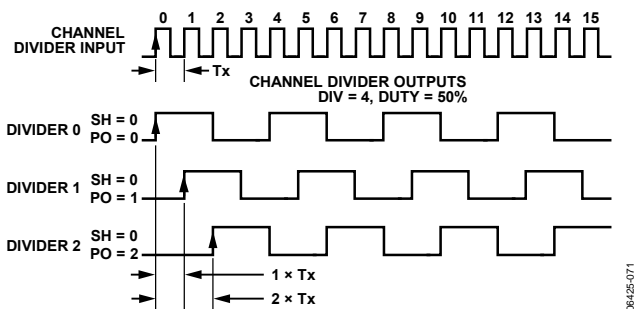 0 1 2 3 4 5 6 7 8 9 10 11 12 13 14 15
CHANNEL
DIVIDER INPUT
Tx
CHANNEL DIVIDER OUTPUTS
DIV = 4, DUTY = 50%
DIVIDER 0
SH = 0
PO = 0
DIVIDER 1
SH = 0
PO = 1
DIVIDER 2
SH = 0
PO = 2
1 × Tx
2 × Tx
06425-071